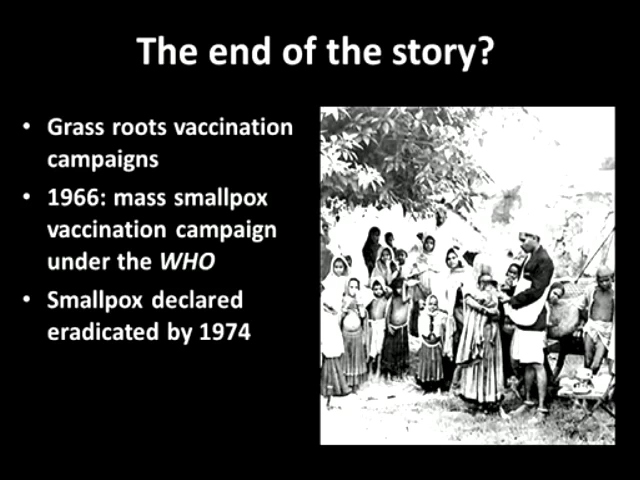 The end of the story?
• Grass roots vaccination
campaigns
• 1966: mass smallpox
vaccination campaign
under the WHO
• Smallpox declared
eradicated by 1974